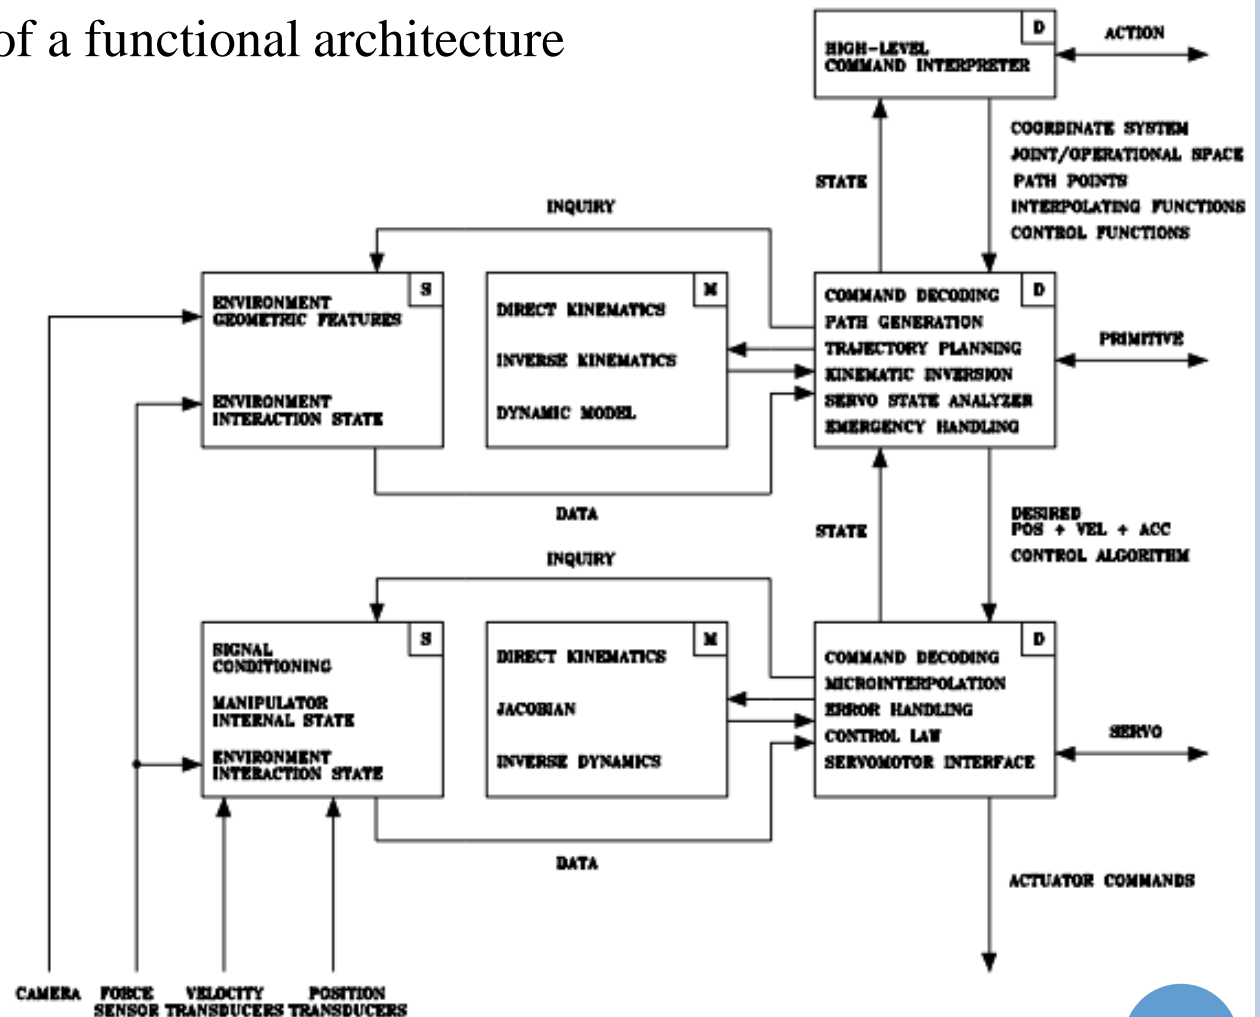 of a functional architecture
D
HIGH-LEVEL
COMMAND INTERPRETER
ACTION
STATE
COORDINATE SYSTEM
JOINT/OPERATIONAL SPACE
PATH POINTS
INTERPOLATING FUNCTIONS
CONTROL FUNCTIONS
INQUIRY
S
ENVIRONMENT
GEOMETRIC FEATURES
ENVIRONMENT
INTERACTION STATE
M
DIRECT KINEMATICS
INVERSE KINEMATICS
DYNAMIC MODEL
D
COMMAND DECODING
PATH GENERATION
TRAJECTORY PLANNING
KINEMATIC INVERSION
SERVO STATE ANALYZER
EMERGENCY HANDLING
PRIMITIVE
DATA
STATE
DESIRED
POS + VEL + ACC
CONTROL ALGORITHM
INQUIRY
S
SIGNAL
CONDITIONING
MANIPULATOR
INTERNAL STATE
ENVIRONMENT
INTERACTION STATE
M
DIRECT KINEMATICS
JACOBIAN
INVERSE DYNAMICS
D
COMMAND DECODING
MICROINTERPOLATION
ERROR HANDLING
CONTROL LAW
SERVOMOTOR INTERFACE
SERVO
DATA
ACTUATOR COMMANDS
CAMERA
FORCE
SENSOR
VELOCITY
TRANSDUCERS
POSITION
TRANSDUCERS